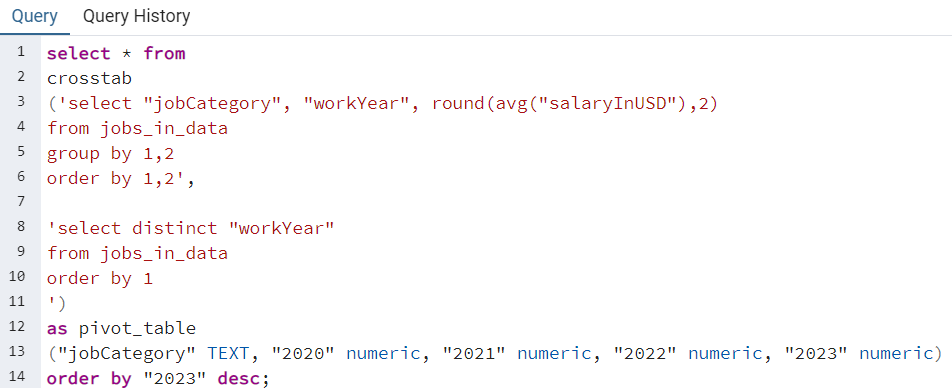 Query Query History
1 select * from
2 crosstab
3 ('select "jobCategory", "workYear", round(avg("salaryInUSD"),2)
4 from jobs_in_data
5 group by 1,2
6 order by 1,2',
7
8 'select distinct "workYear"
9 from jobs_in_data
10 order by 1
11 ')
12 as pivot_table
13 ("jobCategory" TEXT, "2020" numeric, "2021" numeric, "2022" numeric, "2023" numeric)
14 order by "2023" desc;